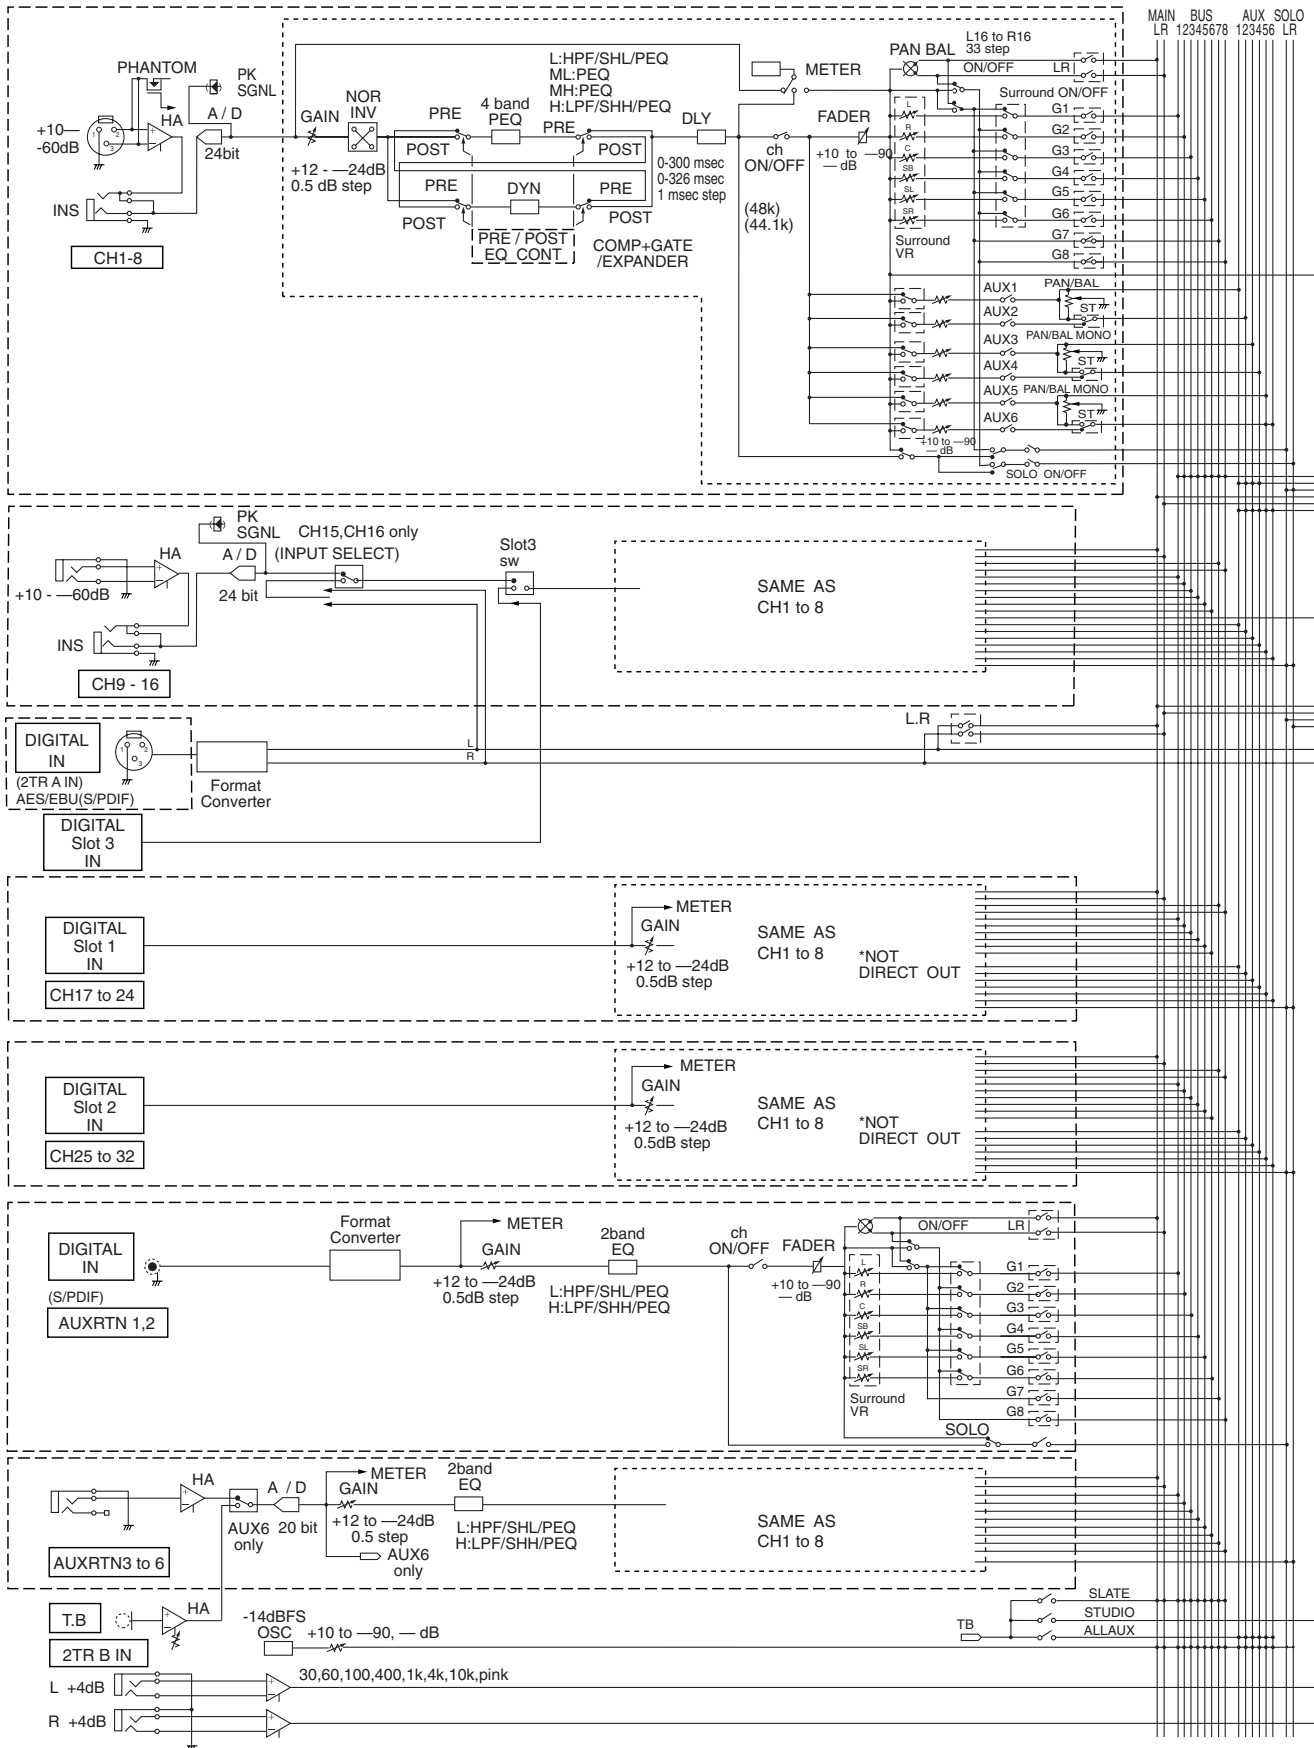 MAIN BUS AUX SOLO
LR 12345678 123456 LR
L16 to R16
33 step
PAN BAL
ON/OFF
LR
L:HPF/SHL/PEQ
ML:PEQ
MH:PEQ
H:LPF/SHH/PEQ
METER
PHANTOM
PK
SGNL
HA
A / D
24bit
+10—
-60dB
1
2
3
INS
CH1-8
GAIN
NOR
INV
+12 - —24dB
0.5 dB step
PRE
POST
4 band
PEQ
PRE
POST
PRE
POST
DYN
PRE
POST
PRE / POST
EQ CONT
COMP+GATE
/EXPANDER
DLY
0-300 msec
0-326 msec
1 msec step
(48k)
(44.1k)
ch
ON/OFF
FADER
+10 to —90
— dB
Surround ON/OFF
L
R
C
SB
SL
SR
Surround
VR
G1
G2
G3
G4
G5
G6
G7
G8
AUX1
PAN/BAL
ST
AUX2
PAN/BAL MONO
AUX3
ST
AUX4
AUX5 PAN/BAL MONO
ST
AUX6
+10 to —90
— dB
SOLO ON/OFF
PK
SGNL
CH15,CH16 only
(INPUT SELECT)
HA
A / D
24 bit
Slot3
sw
+10 - —60dB
INS
CH9 - 16
SAME AS
CH1 to 8
DIGITAL
IN
1
2
3
(2TR A IN)
AES/EBU(S/PDIF)
Format
Converter
L
R
L.R
DIGITAL
Slot 3
IN
DIGITAL
Slot 1
IN
CH17 to 24
METER
GAIN
+12 to —24dB
0.5dB step
SAME AS
CH1 to 8
*NOT
DIRECT OUT
DIGITAL
Slot 2
IN
CH25 to 32
METER
GAIN
+12 to —24dB
0.5dB step
SAME AS
CH1 to 8
*NOT
DIRECT OUT
DIGITAL
IN
(S/PDIF)
AUXRTN 1,2
Format
Converter
METER
GAIN
+12 to —24dB
0.5dB step
2band
EQ
L:HPF/SHL/PEQ
H:LPF/SHH/PEQ
ch
ON/OFF
FADER
+10 to —90
— dB
ON/OFF
LR
L
R
C
SB
SL
SR
Surround
VR
G1
G2
G3
G4
G5
G6
G7
G8
SOLO
HA
AUX6
only
A / D
20 bit
METER
GAIN
+12 to —24dB
0.5 step
AUX6
only
2band
EQ
L:HPF/SHL/PEQ
H:LPF/SHH/PEQ
SAME AS
CH1 to 8
AUXRTN3 to 6
T.B
HA
-14dBFS
OSC
+10 to —90, — dB
TB
SLATE
STUDIO
ALLAUX
2TR B IN
30,60,100,400,1k,4k,10k,pink
L +4dB
R +4dB